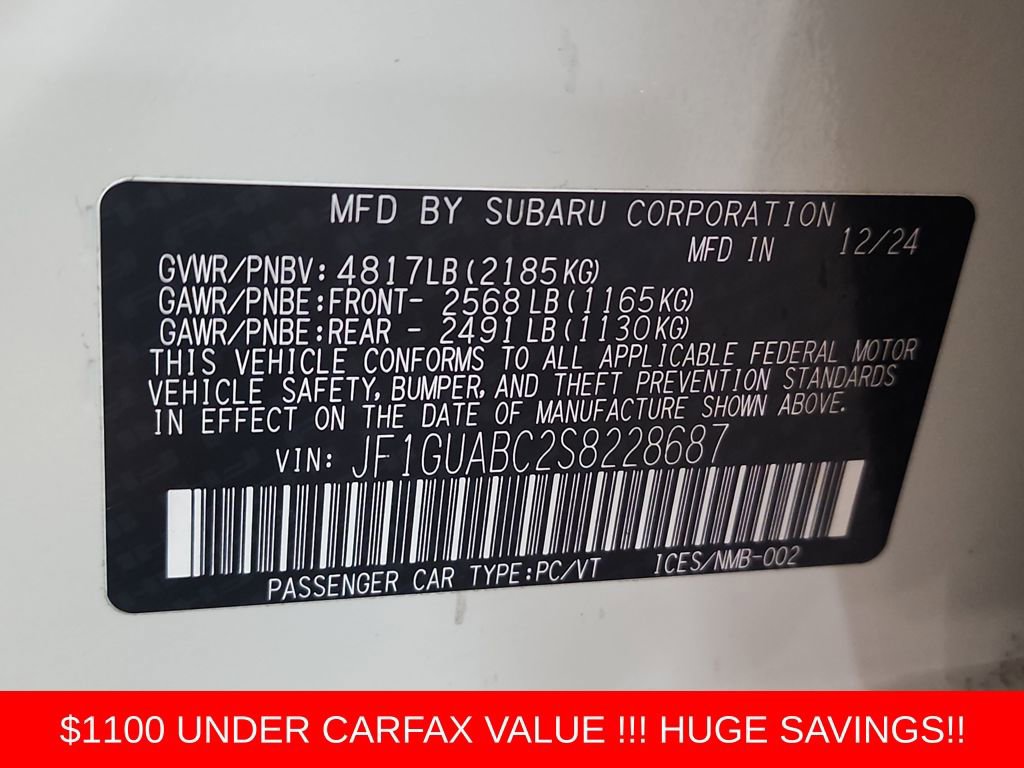 MFD BY SUBARU CORPORATION
MFD IN 12/24
GVWR/PNBV: 4817LB(2185KG)
GAWR/PNBE:FRONT- 2568 LB(1165KG)
GAWR/PNBE:REAR - 2491 LB(1130KG)
THIS VEHICLE CONFORMS TO ALL APPLICABLE FEDERAL MOTOR
VEHICLE SAFETY, BUMPER, AND THEFT PREVENTION STANDARDS
IN EFFECT ON THE DATE OF MANUFACTURE SHOWN ABOVE.
VIN: JF1GUABC2S8228687
PASSENGER CAR TYPE:PC/VT ICES/NMB-002
$1100 UNDER CARFAX VALUE !!! HUGE SAVINGS!!